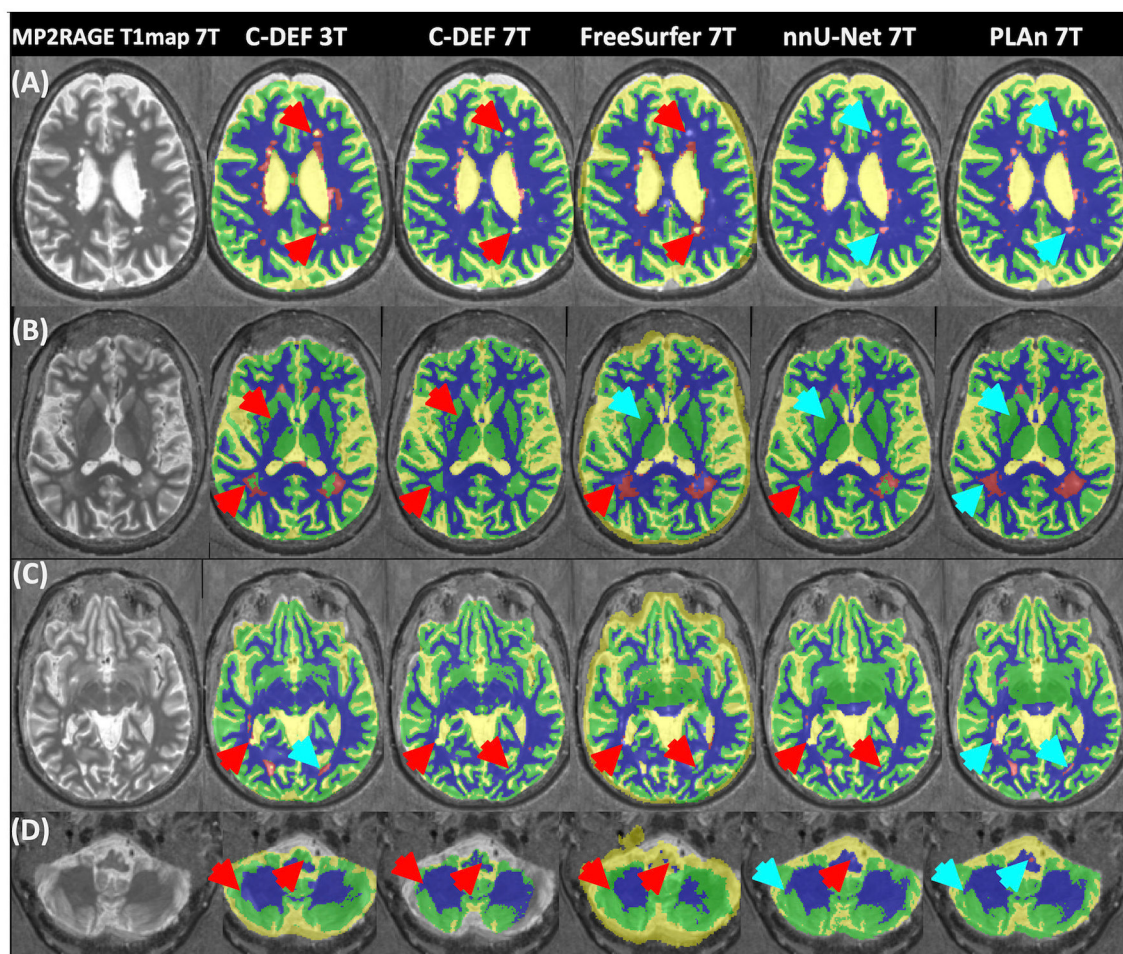 MP2RAGE T1map 7T C-DEF 3T C-DEF 7T FreeSurfer 7T nnU-Net 7T PLAn 7T
(A)
(B)
(C)
(D)